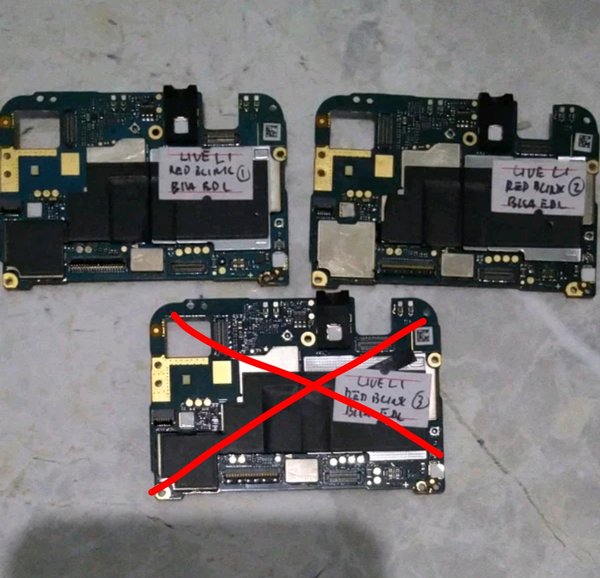 LIVE L1
RED BLINK ①
BISA EDL
LIVE L1
RED BLINK ②
BISA EDL
LIVE L1
RED BLINK ③
BISA EDL